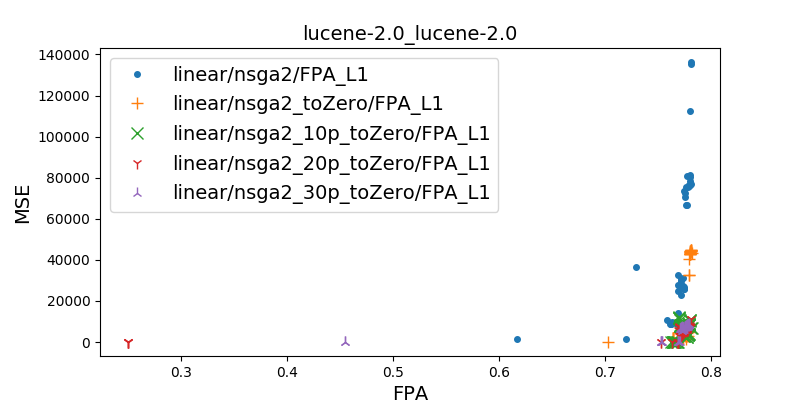 lucene-2.0_lucene-2.0
linear/nsga2/FPA_L1
linear/nsga2_toZero/FPA_L1
linear/nsga2_10p_toZero/FPA_L1
linear/nsga2_20p_toZero/FPA_L1
linear/nsga2_30p_toZero/FPA_L1
MSE
140000
120000
100000
80000
60000
40000
20000
0
0.3 0.4 0.5 0.6 0.7 0.8
FPA